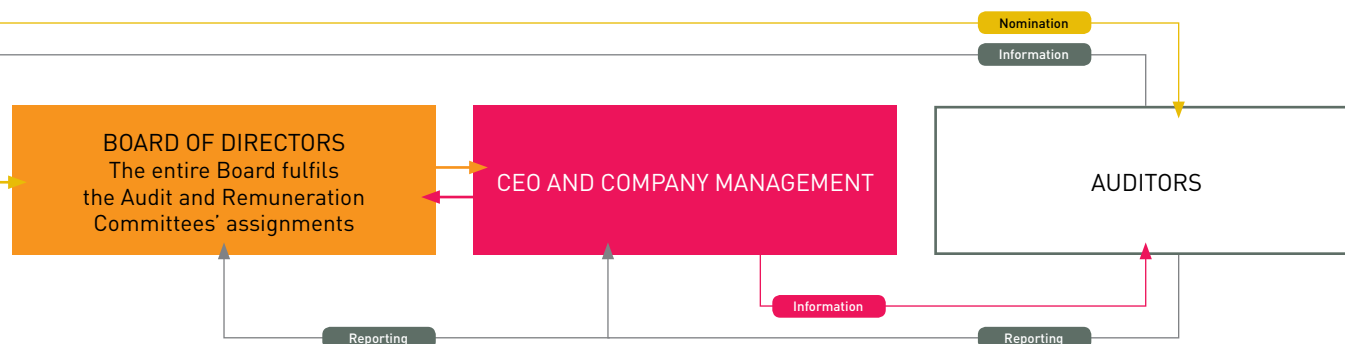 Nomination
Information
BOARD OF DIRECTORS
The entire Board fulfils
the Audit and Remuneration
Committees’ assignments
CEO AND COMPANY MANAGEMENT
AUDITORS
Information
Reporting
Reporting